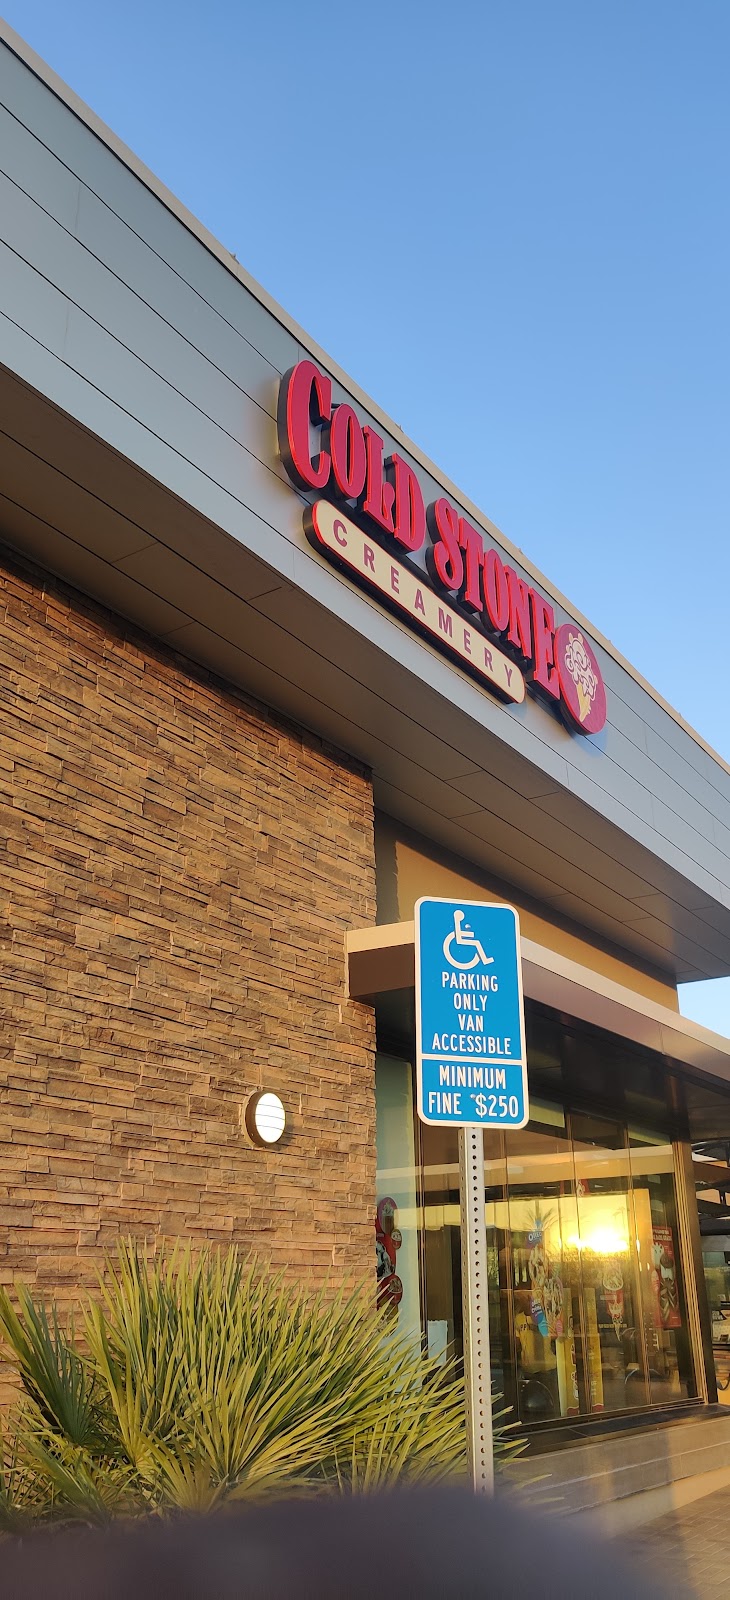 COLD STONE
CREAMERY
PARKING
ONLY
VAN
ACCESSIBLE
MINIMUM
FINE $250